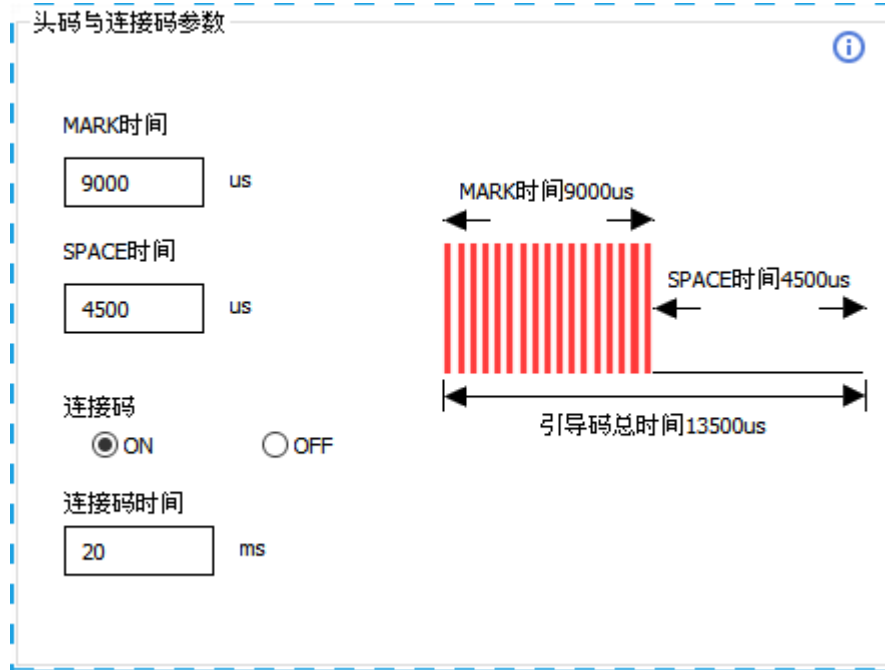 头码与连接码参数
MARK时间
9000 us
SPACE时间
4500 us
连接码
ON OFF
连接码时间
20 ms
MARK时间9000us
SPACE时间4500us
引导码总时间13500us